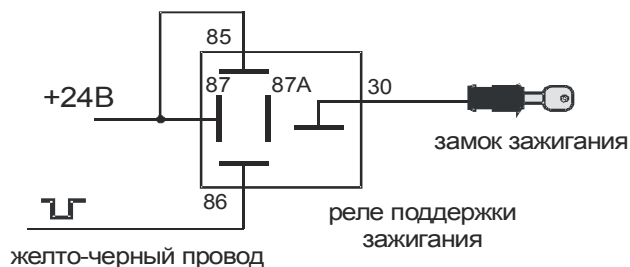 85
87 87A 30
+24В
замок зажигания
86
реле поддержки
зажигания
желто-черный провод